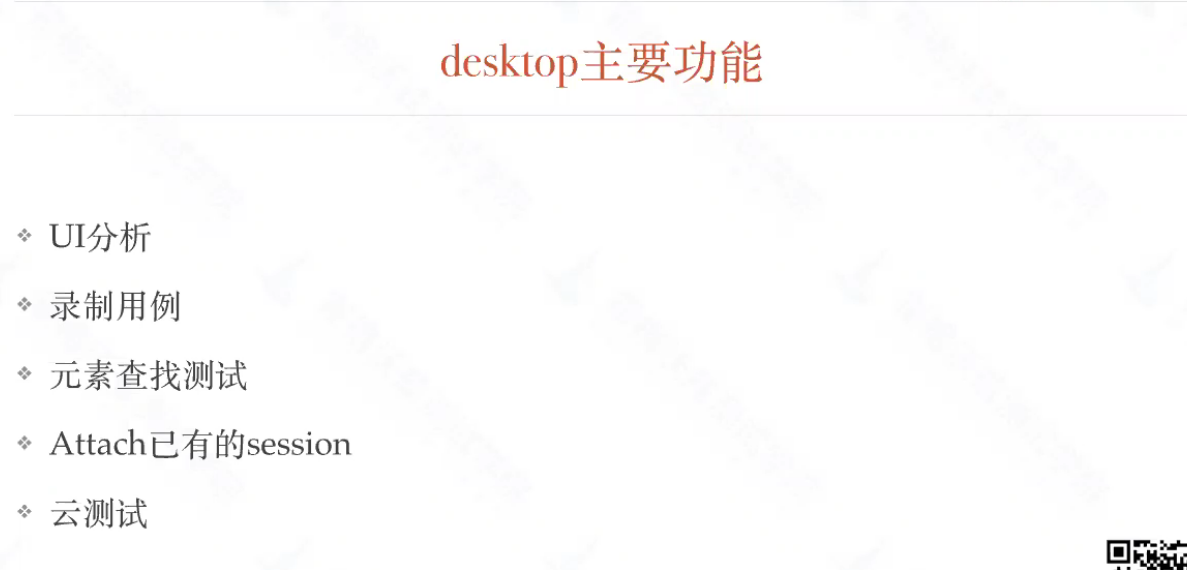 desktop主要功能
UI分析
录制用例
元素查找测试
Attach已有的session
云测试